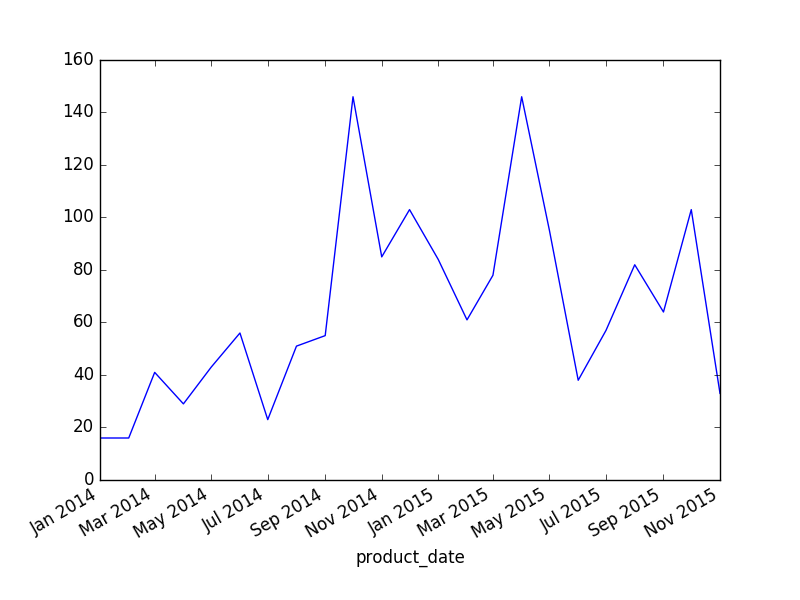 160
140
120
100
80
60
40
20
0
Jan 2014
Mar 2014
May 2014
Jul 2014
Sep 2014
Nov 2014
Jan 2015
Mar 2015
May 2015
Jul 2015
Sep 2015
Nov 2015
product_date